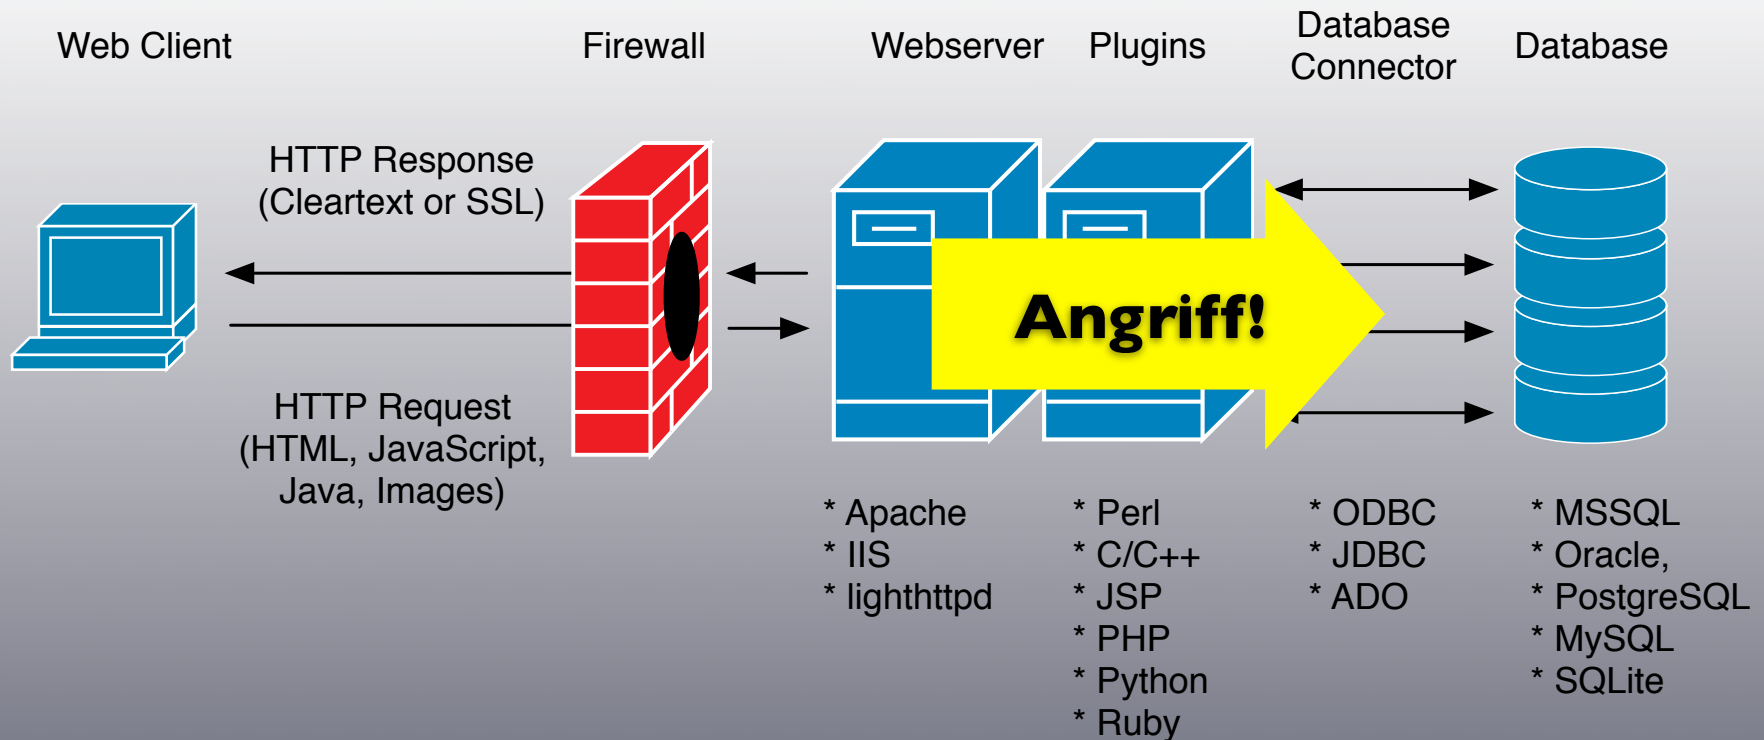 Web Client
Firewall
Webserver
Plugins
Database
Connector
Database
HTTP Response
(Cleartext or SSL)
HTTP Request
(HTML, JavaScript,
Java, Images)
Angriff!
* Apache
* IIS
* lighthttpd
* Perl
* C/C++
* JSP
* PHP
* Python
* Ruby
* ODBC
* JDBC
* ADO
* MSSQL
* Oracle,
* PostgreSQL
* MySQL
* SQLite